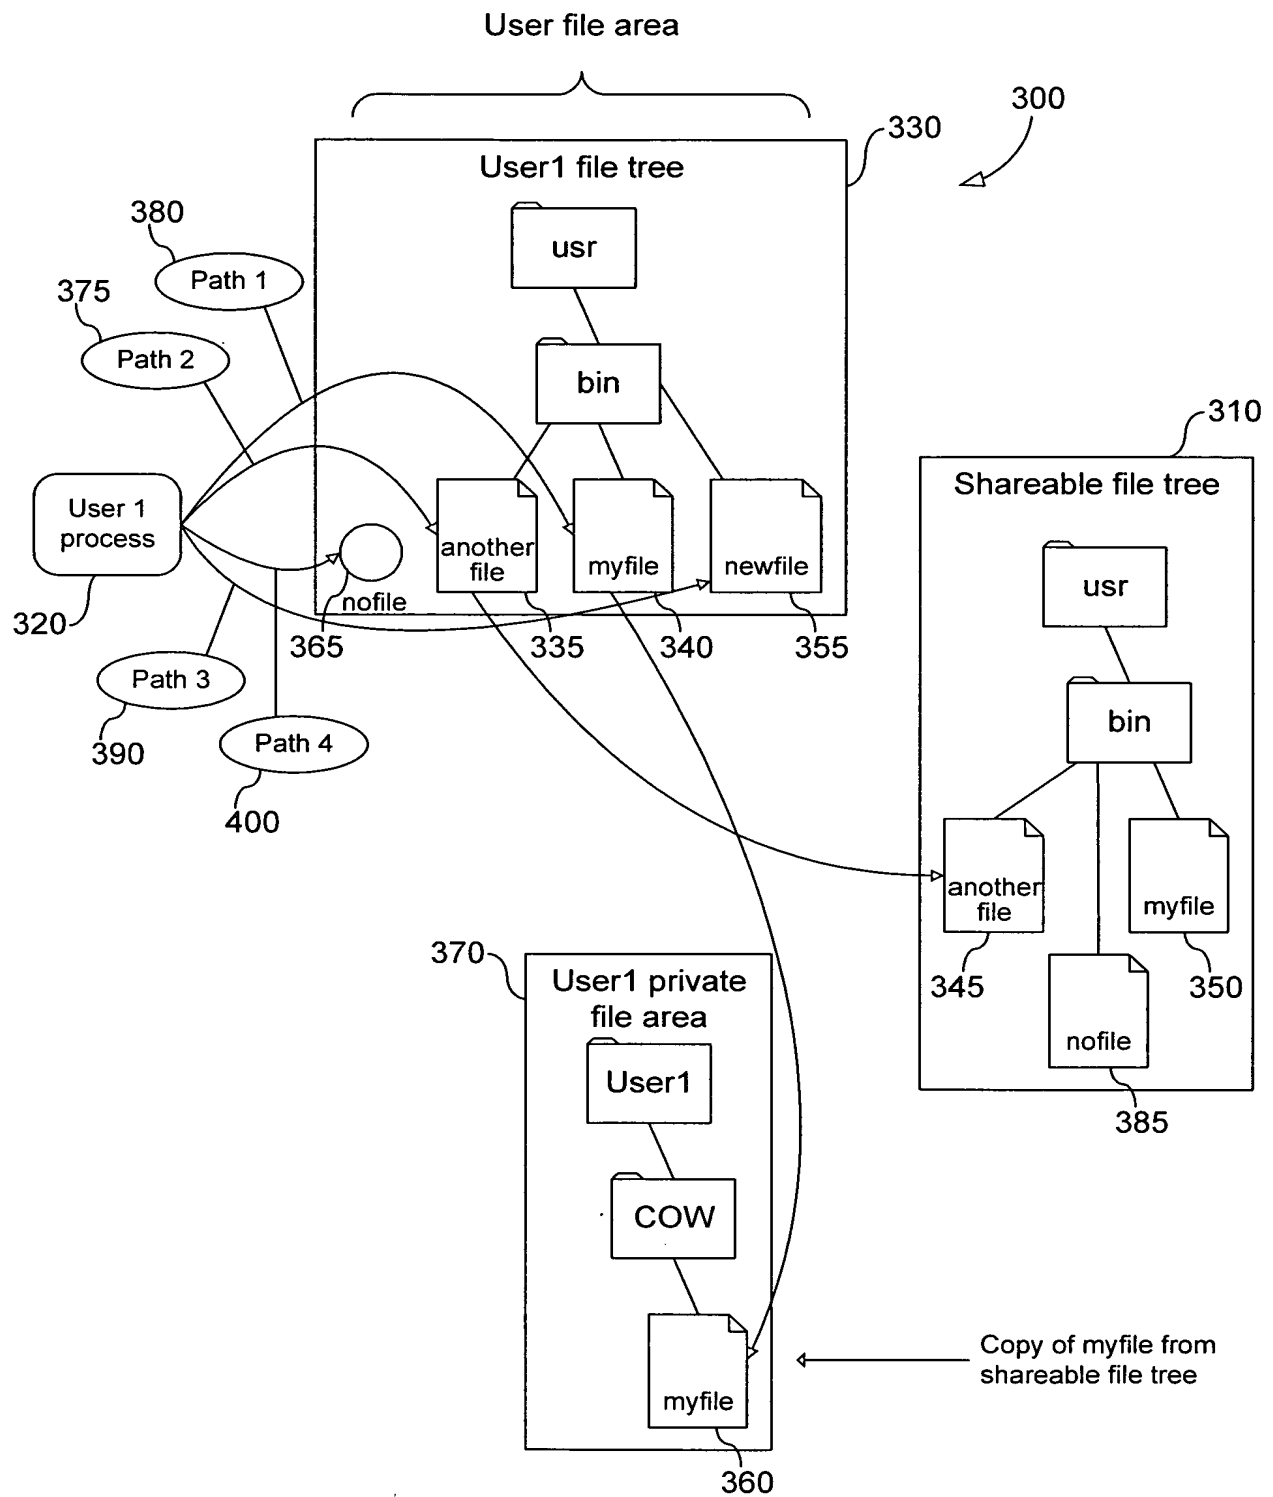 User file area
300
330
User1 file tree
380
usr
Path 1
375
Path 2
bin
310
Shareable file tree
User 1
process
another
file
myfile
newfile
usr
nofile
320
365
335
340
355
Path 3
bin
390
Path 4
400
another
file
myfile
370
User1 private
file area
345
350
nofile
User1
385
COW
Copy of myfile from
shareable file tree
myfile
360